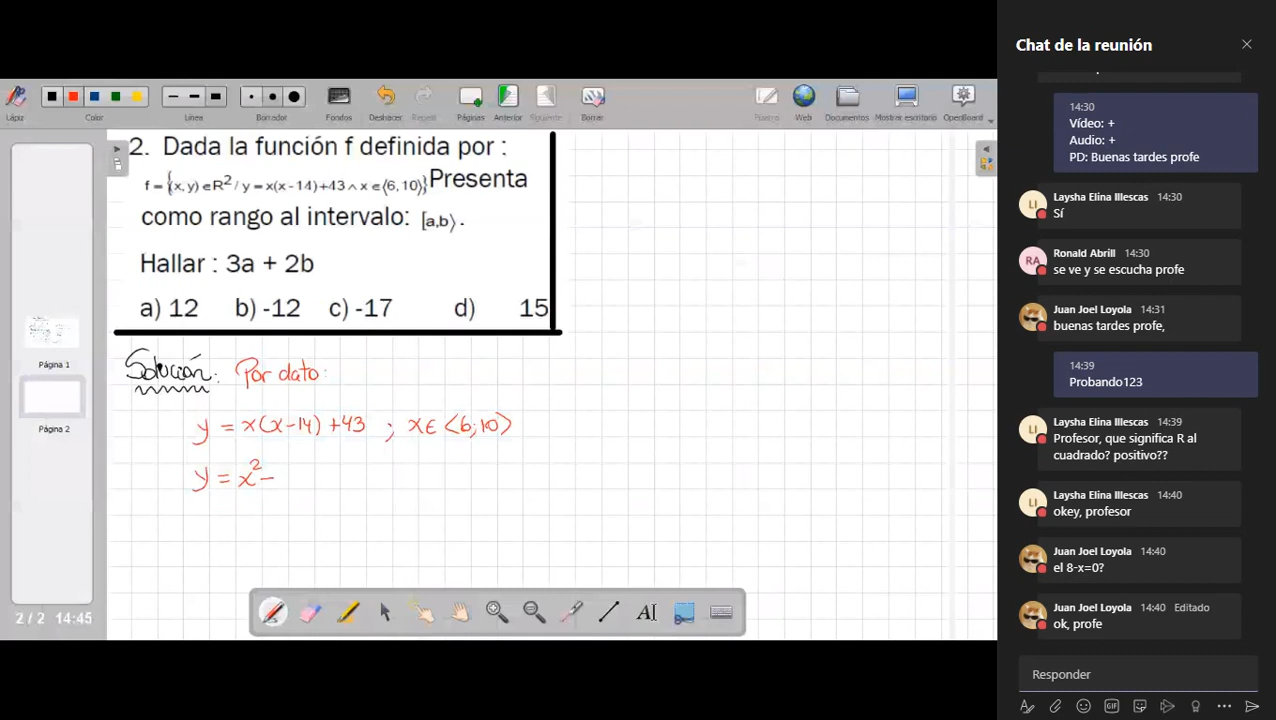 Lápiz
Color
Línea
Borrador
Fondos
Deshacer
Páginas
Anterior
Borrar
Web
Documentos
Mostrar escritorio
OpenBoard
2. Dada la función f definida por :
f = {(x, y) ∈R² / y = x(x - 14) + 43 ∧ x ∈⟨6, 10⟩} Presenta
como rango al intervalo: [a,b⟩ .
Hallar : 3a + 2b
a) 12 b) -12 c) -17 d) 15
Solución: Por dato:
y = x(x-14) +43 ; x∈ <6;10>
y = x² -
Página 1
Página 2
2 / 2 14:45
Chat de la reunión
14:30
Vídeo: +
Audio: +
PD: Buenas tardes profe
LI Laysha Elina Illescas 14:30
Sí
RA Ronald Abrill 14:30
se ve y se escucha profe
Juan Joel Loyola 14:31
buenas tardes profe,
14:39
Probando123
LI Laysha Elina Illescas 14:39
Profesor, que significa R al
cuadrado? positivo??
LI Laysha Elina Illescas 14:40
okey, profesor
Juan Joel Loyola 14:40
el 8-x=0?
Juan Joel Loyola 14:40 Editado
ok, profe
Responder